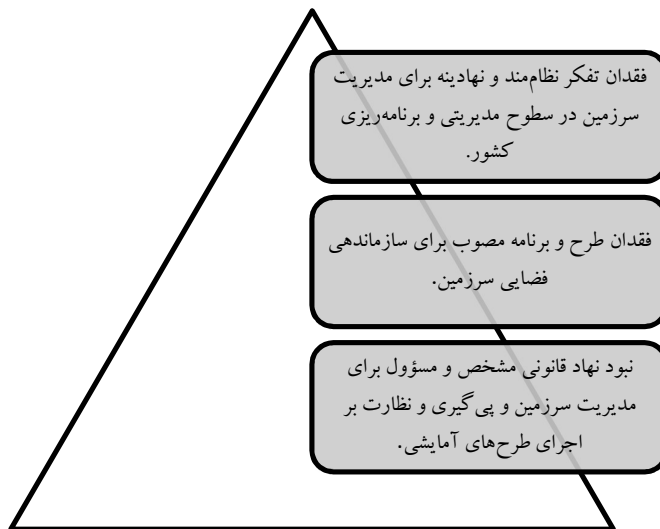 فقدان تفکر نظام‌مند و نهادینه برای مدیریت
سرزمین در سطوح مدیریتی و برنامه‌ریزی
کشور.
فقدان طرح و برنامه مصوب برای سازماندهی
فضایی سرزمین.
نبود نهاد قانونی مشخص و مسؤول برای
مدیریت سرزمین و پی‌گیری و نظارت بر
اجرای طرح‌های آمایشی.